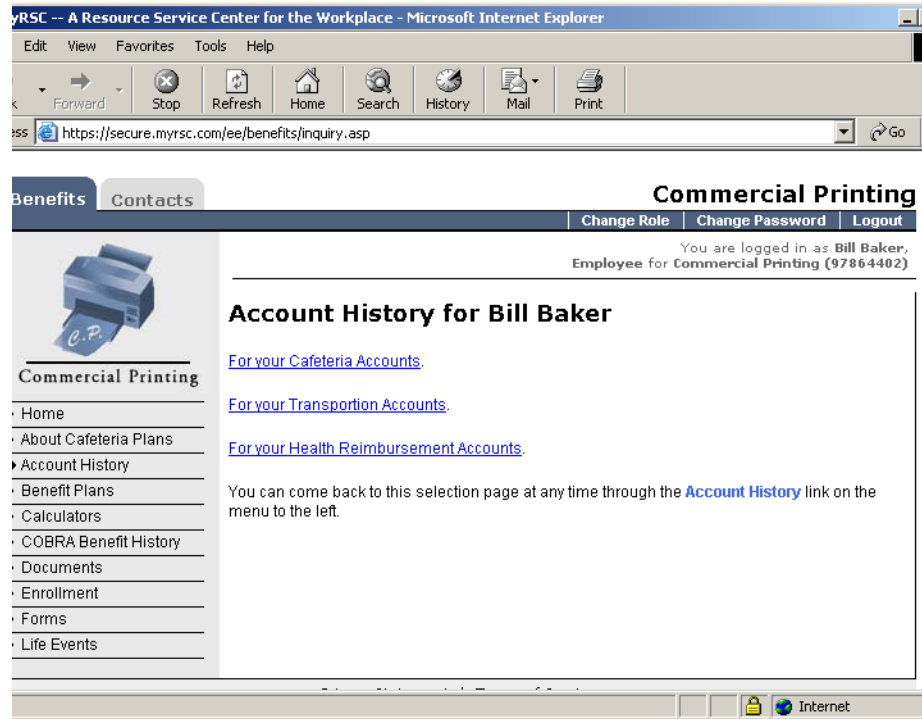 yRSC -- A Resource Service Center for the Workplace - Microsoft Internet Explorer
Edit View Favorites Tools Help
Forward Stop Refresh Home Search History Mail Print
ess https://secure.myrsc.com/ee/benefits/inquiry.asp Go
Benefits Contacts
Commercial Printing
Change Role Change Password Logout
You are logged in as Bill Baker,
Employee for Commercial Printing (97864402)
C.P.
Commercial Printing
Home
About Cafeteria Plans
Account History
Benefit Plans
Calculators
COBRA Benefit History
Documents
Enrollment
Forms
Life Events
Account History for Bill Baker
For your Cafeteria Accounts.
For your Transportion Accounts.
For your Health Reimbursement Accounts.
You can come back to this selection page at any time through the Account History link on the
menu to the left.
Internet